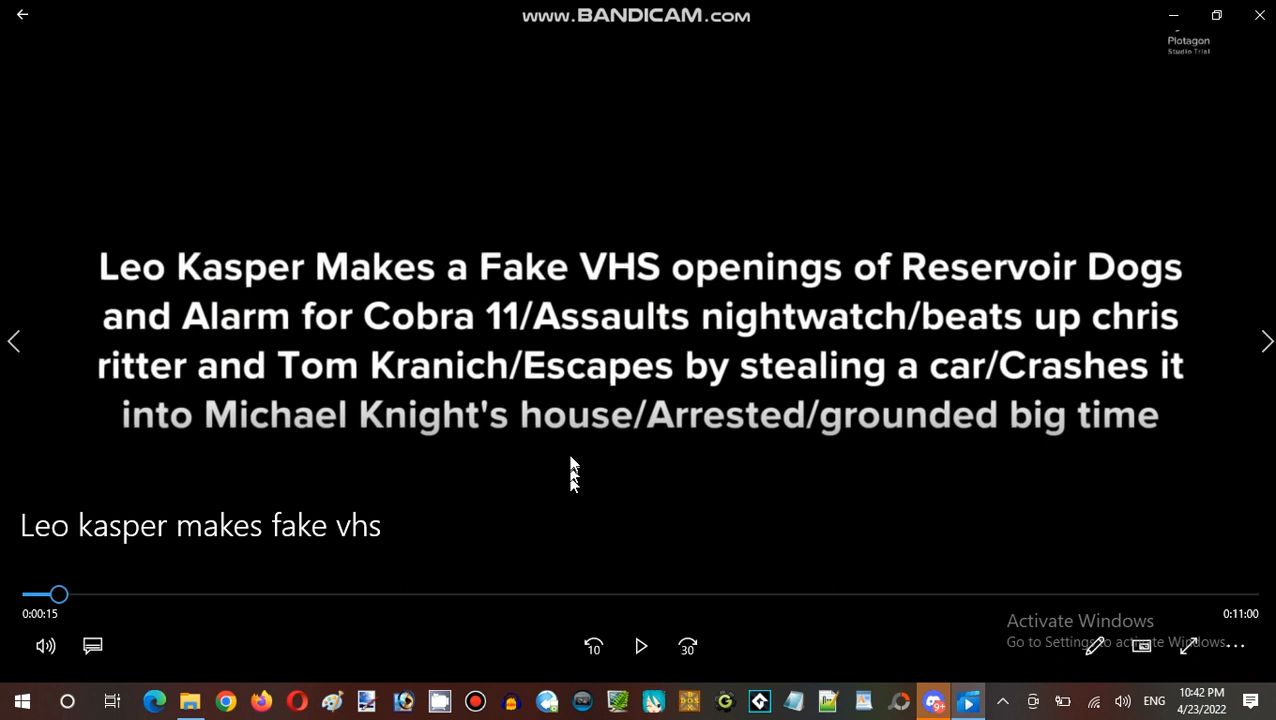 www.BANDICAM.com
Plotagon
Studio Trial
Leo Kasper Makes a Fake VHS openings of Reservoir Dogs
and Alarm for Cobra 11/Assaults nightwatch/beats up chris
ritter and Tom Kranich/Escapes by stealing a car/Crashes it
into Michael Knight's house/Arrested/grounded big time
Leo kasper makes fake vhs
0:00:15
0:11:00
Activate Windows
Go to Settings to activate Windows.
10
30
ENG
10:42 PM
4/23/2022
9+